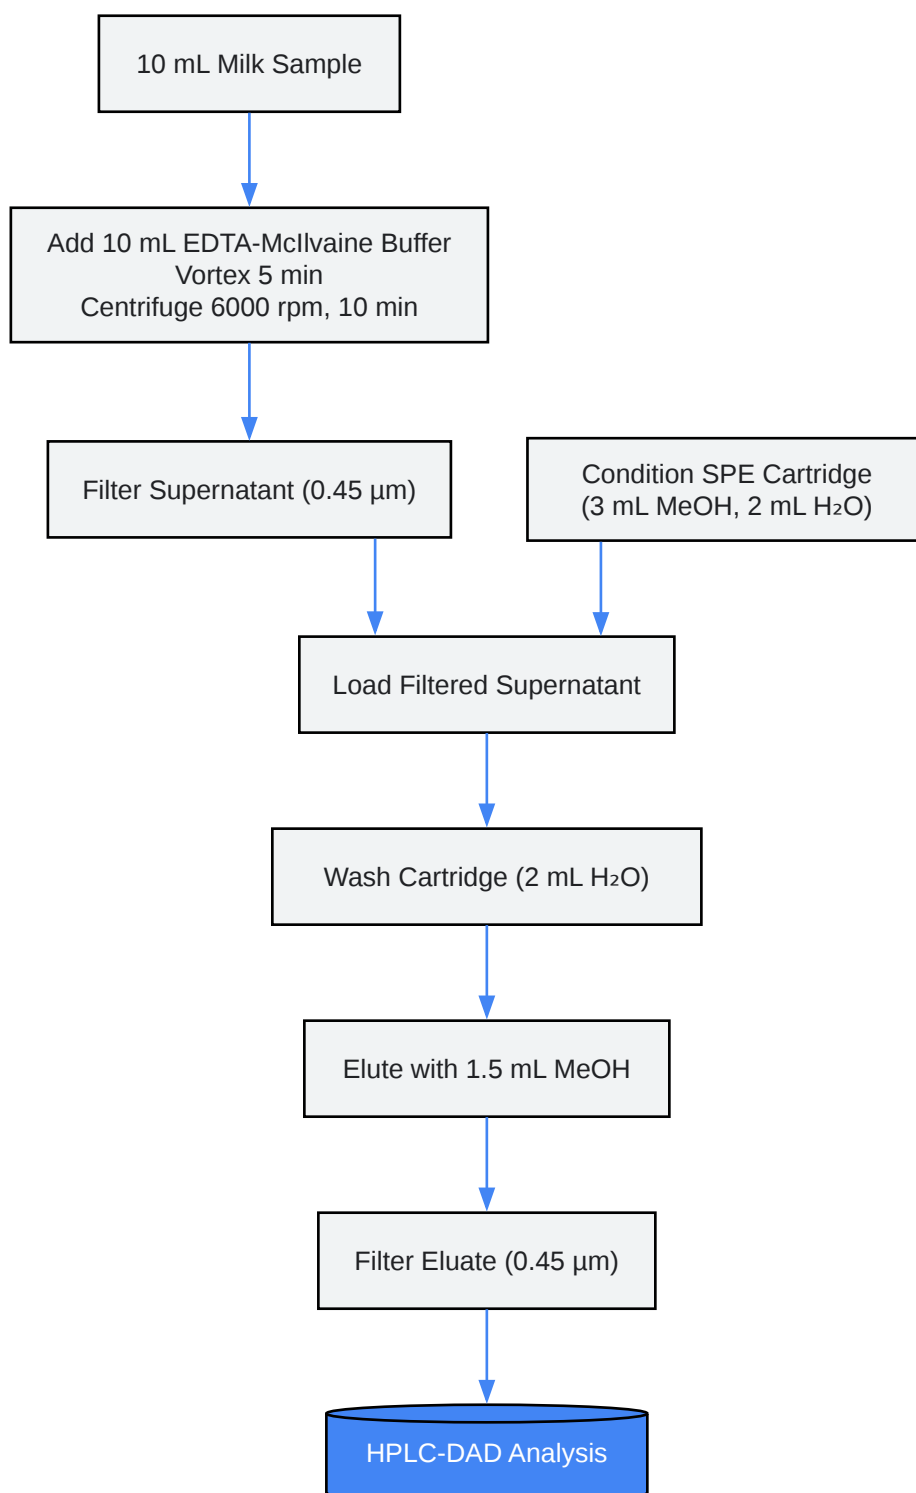 10 mL Milk Sample
Add 10 mL EDTA-McIlvaine Buffer
Vortex 5 min
Centrifuge 6000 rpm, 10 min
Filter Supernatant (0.45 µm)
Condition SPE Cartridge
(3 mL MeOH, 2 mL H₂O)
Load Filtered Supernatant
Wash Cartridge (2 mL H₂O)
Elute with 1.5 mL MeOH
Filter Eluate (0.45 µm)
HPLC-DAD Analysis